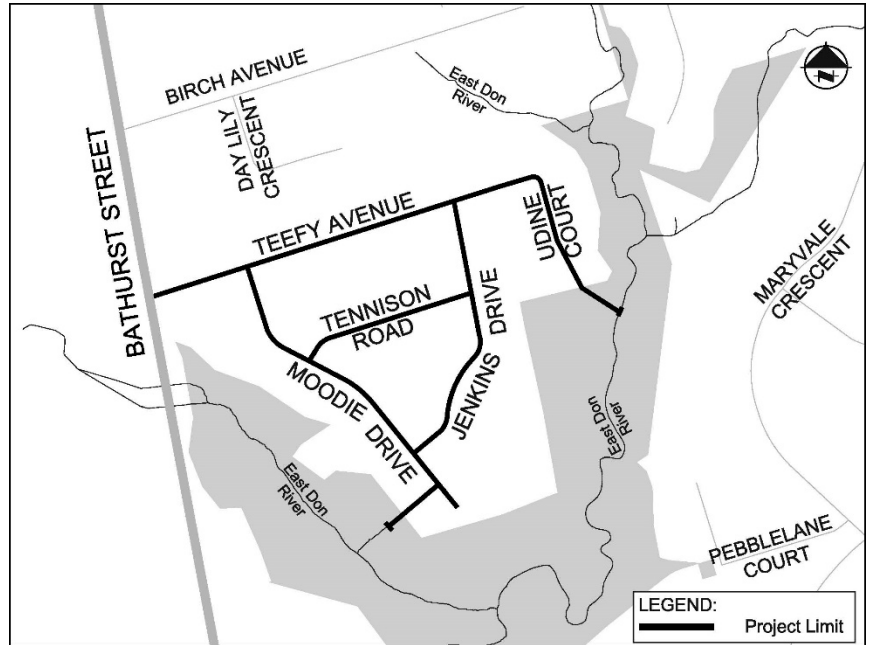 BIRCH AVENUE
East Don
River
DAY LILY
CRESCENT
BATHURST STREET
N
TEEFY AVENUE
UDINE
COURT
MARYVALE
CRESCENT
TENNISON
ROAD
JENKINS DRIVE
MOODIE DRIVE
East Don
River
East Don
River
PEBBLELANE
COURT
LEGEND:
Project Limit